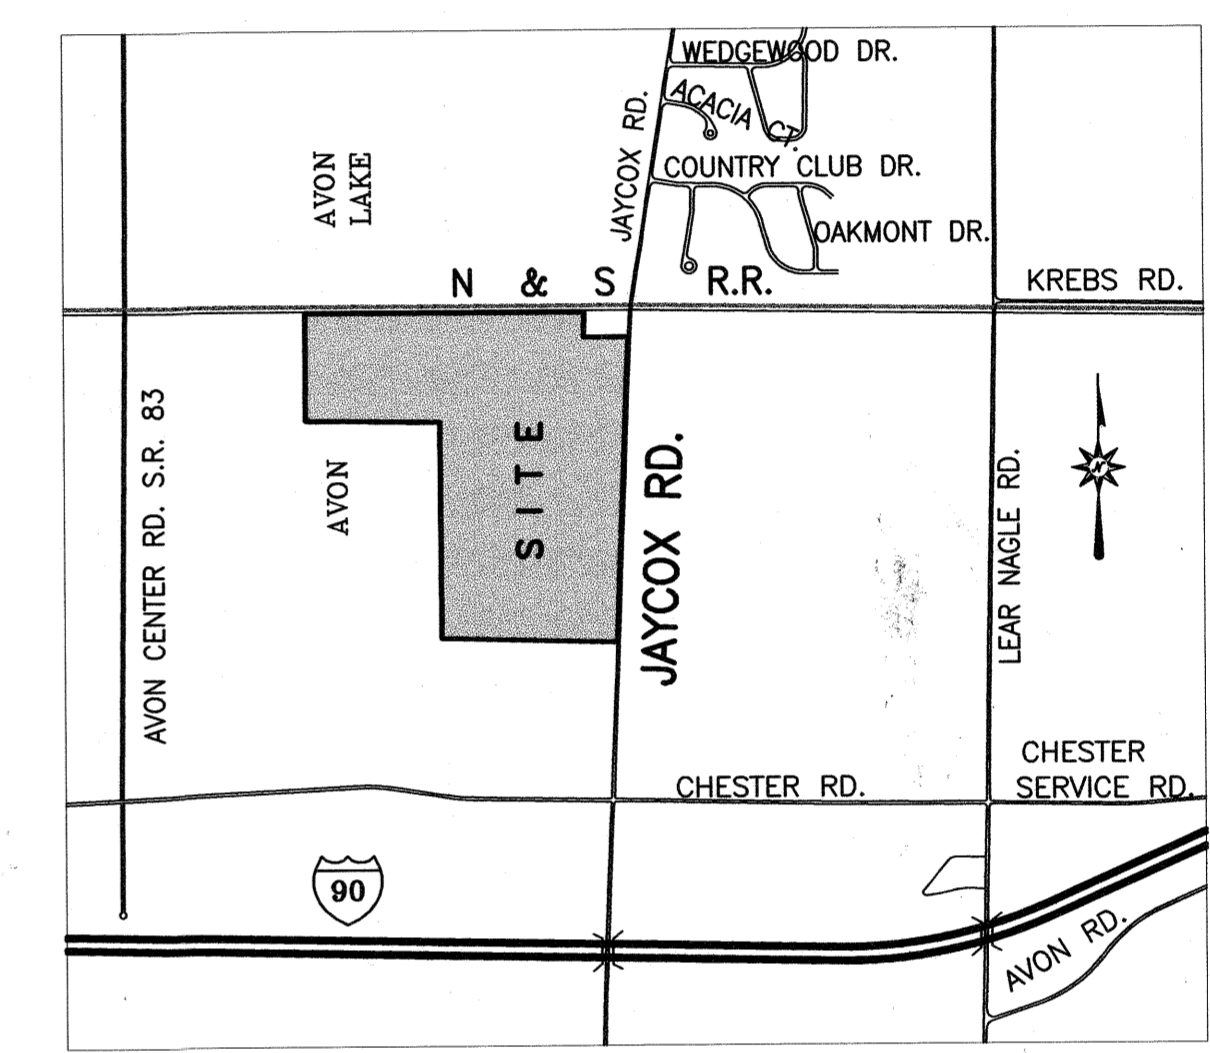 WEDGEWOOD DR.
ACACIA CT.
JAYCOX RD.
COUNTRY CLUB DR.
AVON
LAKE
OAKMONT DR.
N & S R.R.
KREBS RD.
AVON CENTER RD. S.R. 83
AVON
SITE
JAYCOX RD.
LEAR NAGLE RD.
N
CHESTER RD.
CHESTER
SERVICE RD.
90
AVON RD.